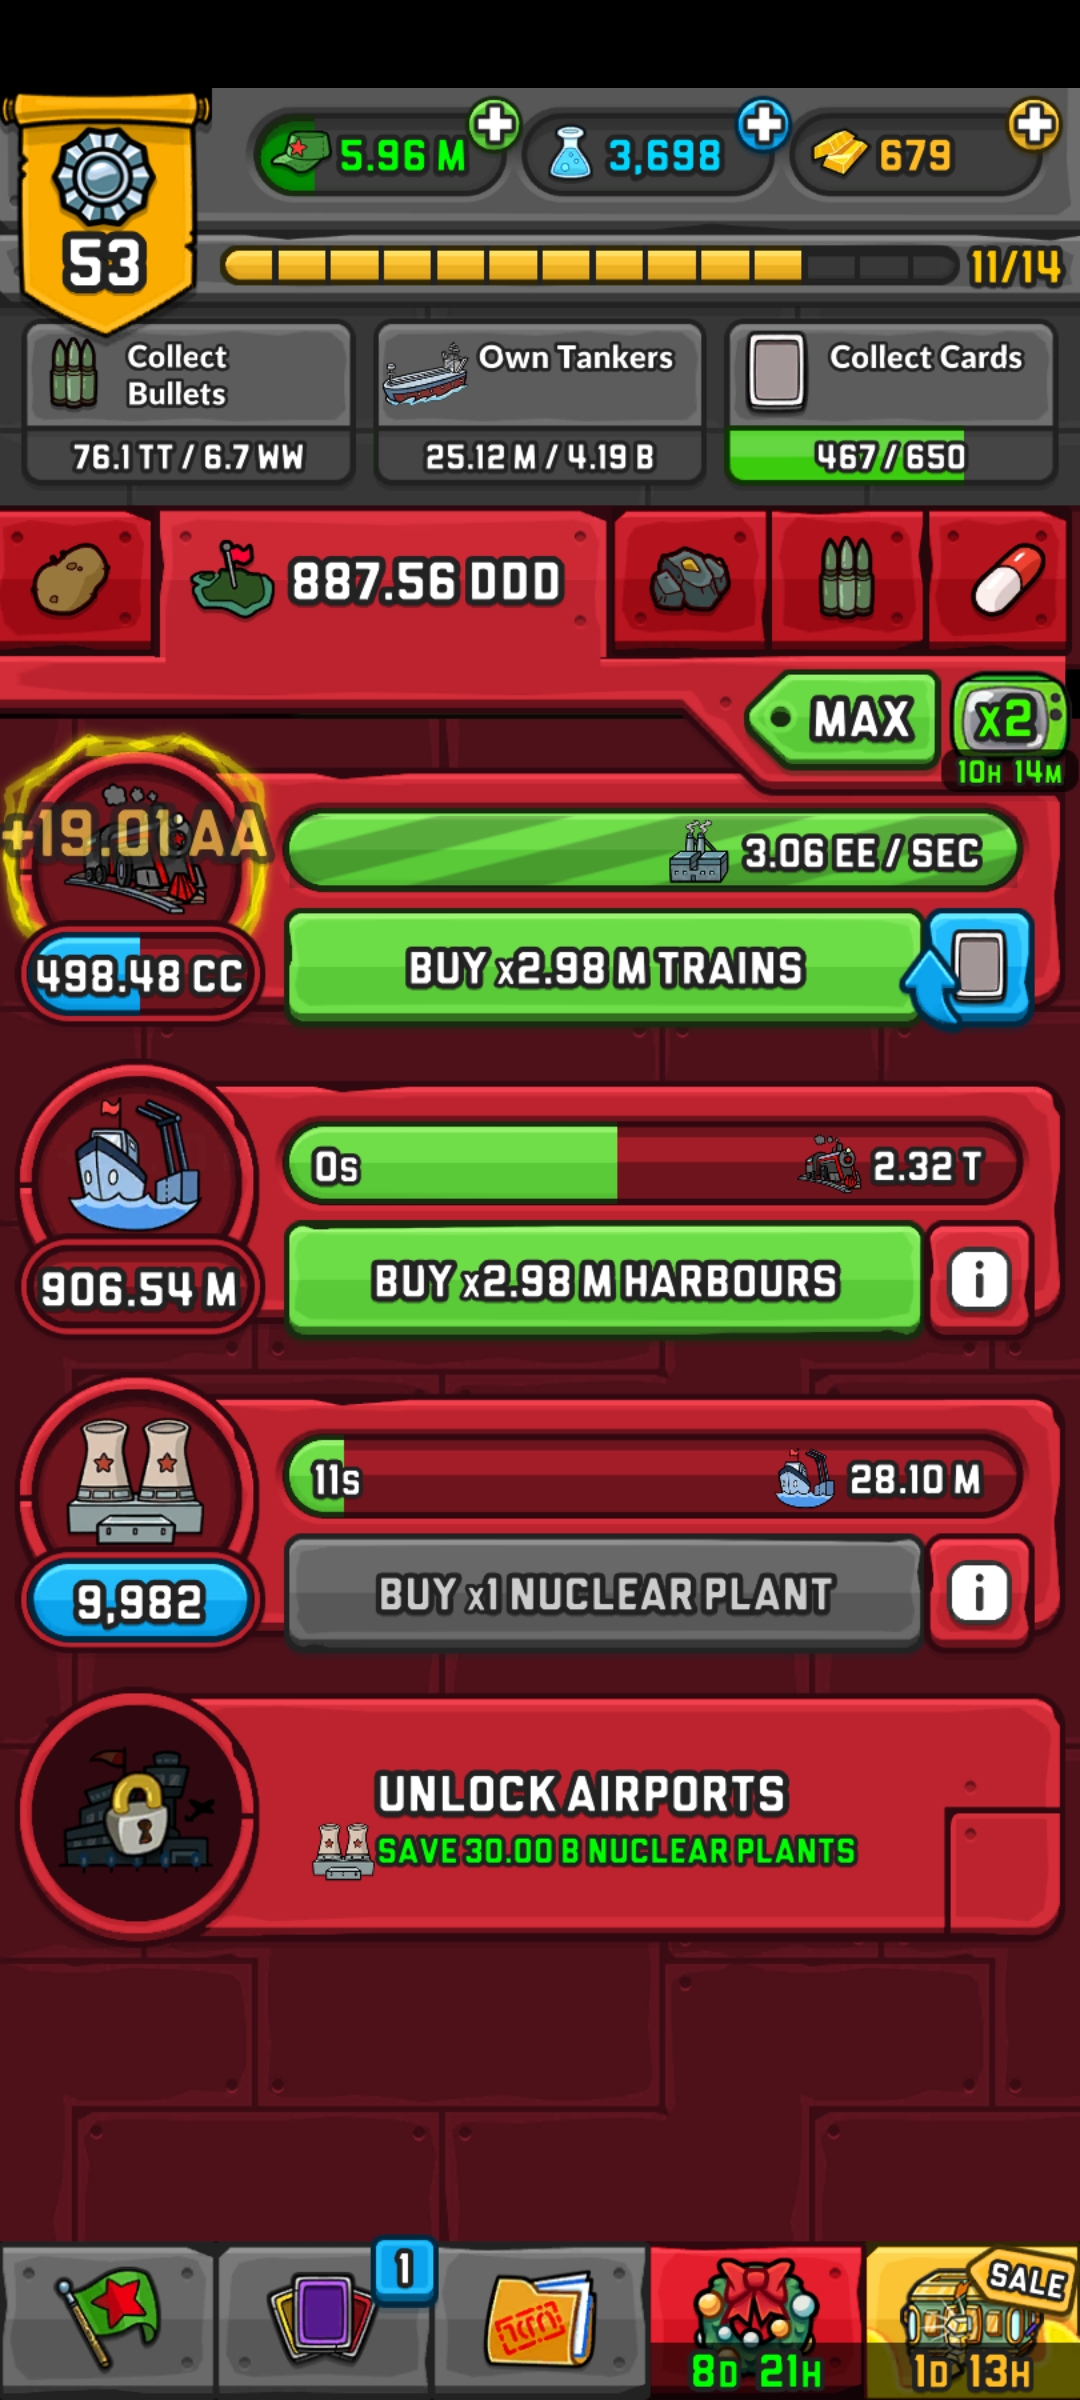 5.96 M
3,698
679
53
11/14
Collect
Bullets
Own Tankers
Collect Cards
76.1 TT / 6.7 WW
25.12 M / 4.19 B
467 / 650
887.56 DDD
MAX
x2
10H 14M
+19.01 AA
3.06 EE / SEC
498.48 CC
BUY x2.98 M TRAINS
0s
2.32 T
906.54 M
BUY x2.98 M HARBOURS
i
11s
28.10 M
9,982
BUY x1 NUCLEAR PLANT
i
UNLOCK AIRPORTS
SAVE 30.00 B NUCLEAR PLANTS
1
SALE
8D 21H
1D 13H